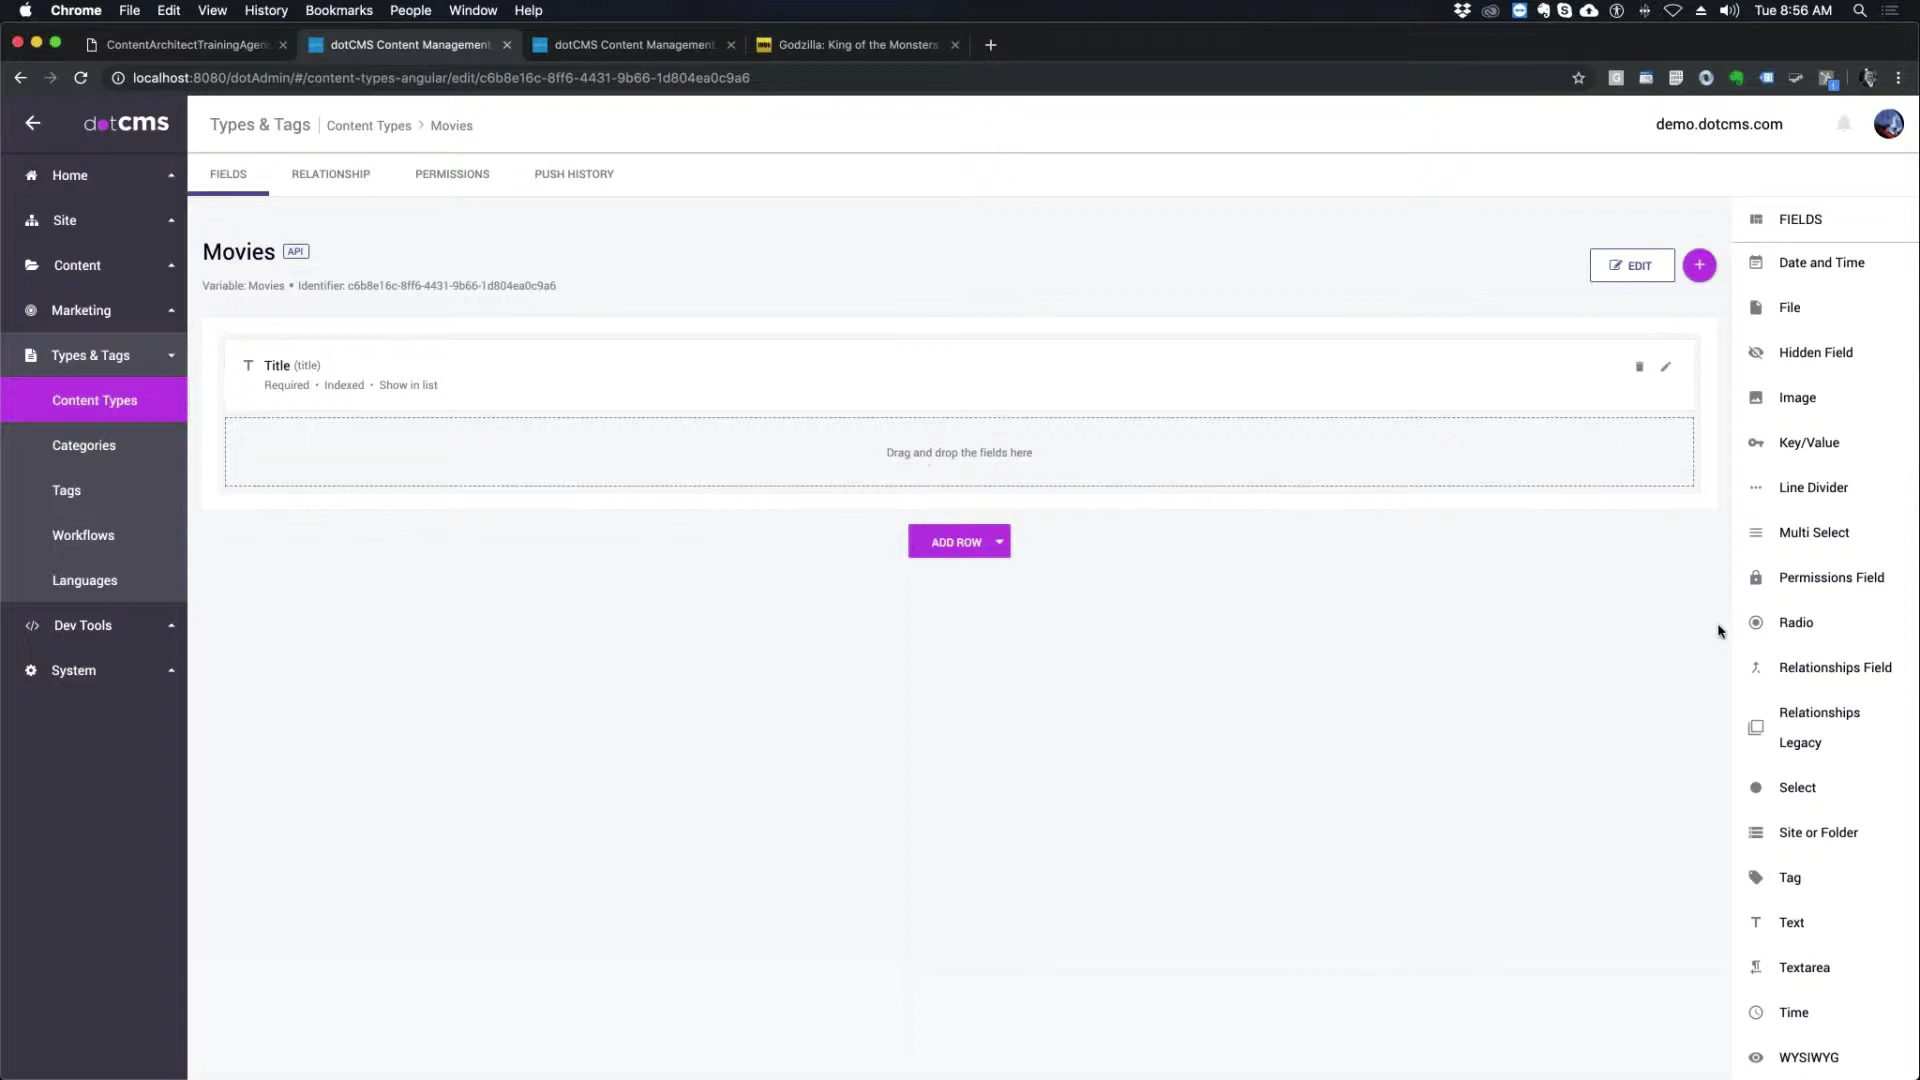 Chrome File Edit View History Bookmarks People Window Help
Tue 8:56 AM
ContentArchitectTrainingAgen
dotCMS Content Management
dotCMS Content Management
Godzilla: King of the Monsters
localhost:8080/dotAdmin/#/content-types-angular/edit/c6b8e16c-8ff6-4431-9b66-1d804ea0c9a6
dotCMS
Types & Tags
Content Types > Movies
demo.dotcms.com
Home
Site
Content
Marketing
Types & Tags
Content Types
Categories
Tags
Workflows
Languages
Dev Tools
System
FIELDS
RELATIONSHIP
PERMISSIONS
PUSH HISTORY
Movies API
Variable: Movies • Identifier: c6b8e16c-8ff6-4431-9b66-1d804ea0c9a6
EDIT
Title (title)
Required • Indexed • Show in list
Drag and drop the fields here
ADD ROW
FIELDS
Date and Time
File
Hidden Field
Image
Key/Value
Line Divider
Multi Select
Permissions Field
Radio
Relationships Field
Relationships
Legacy
Select
Site or Folder
Tag
Text
Textarea
Time
WYSIWYG